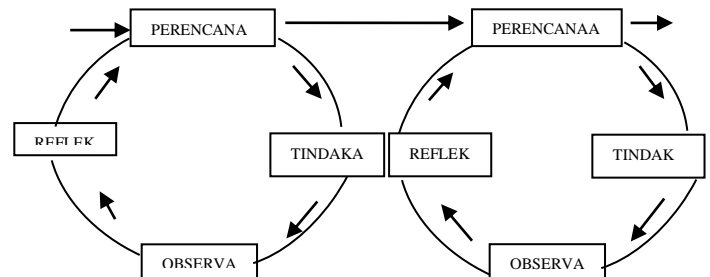 PERENCANA
PERENCANAA
REFLEK
TINDAKA
REFLEK
TINDAK
OBSERVA
OBSERVA